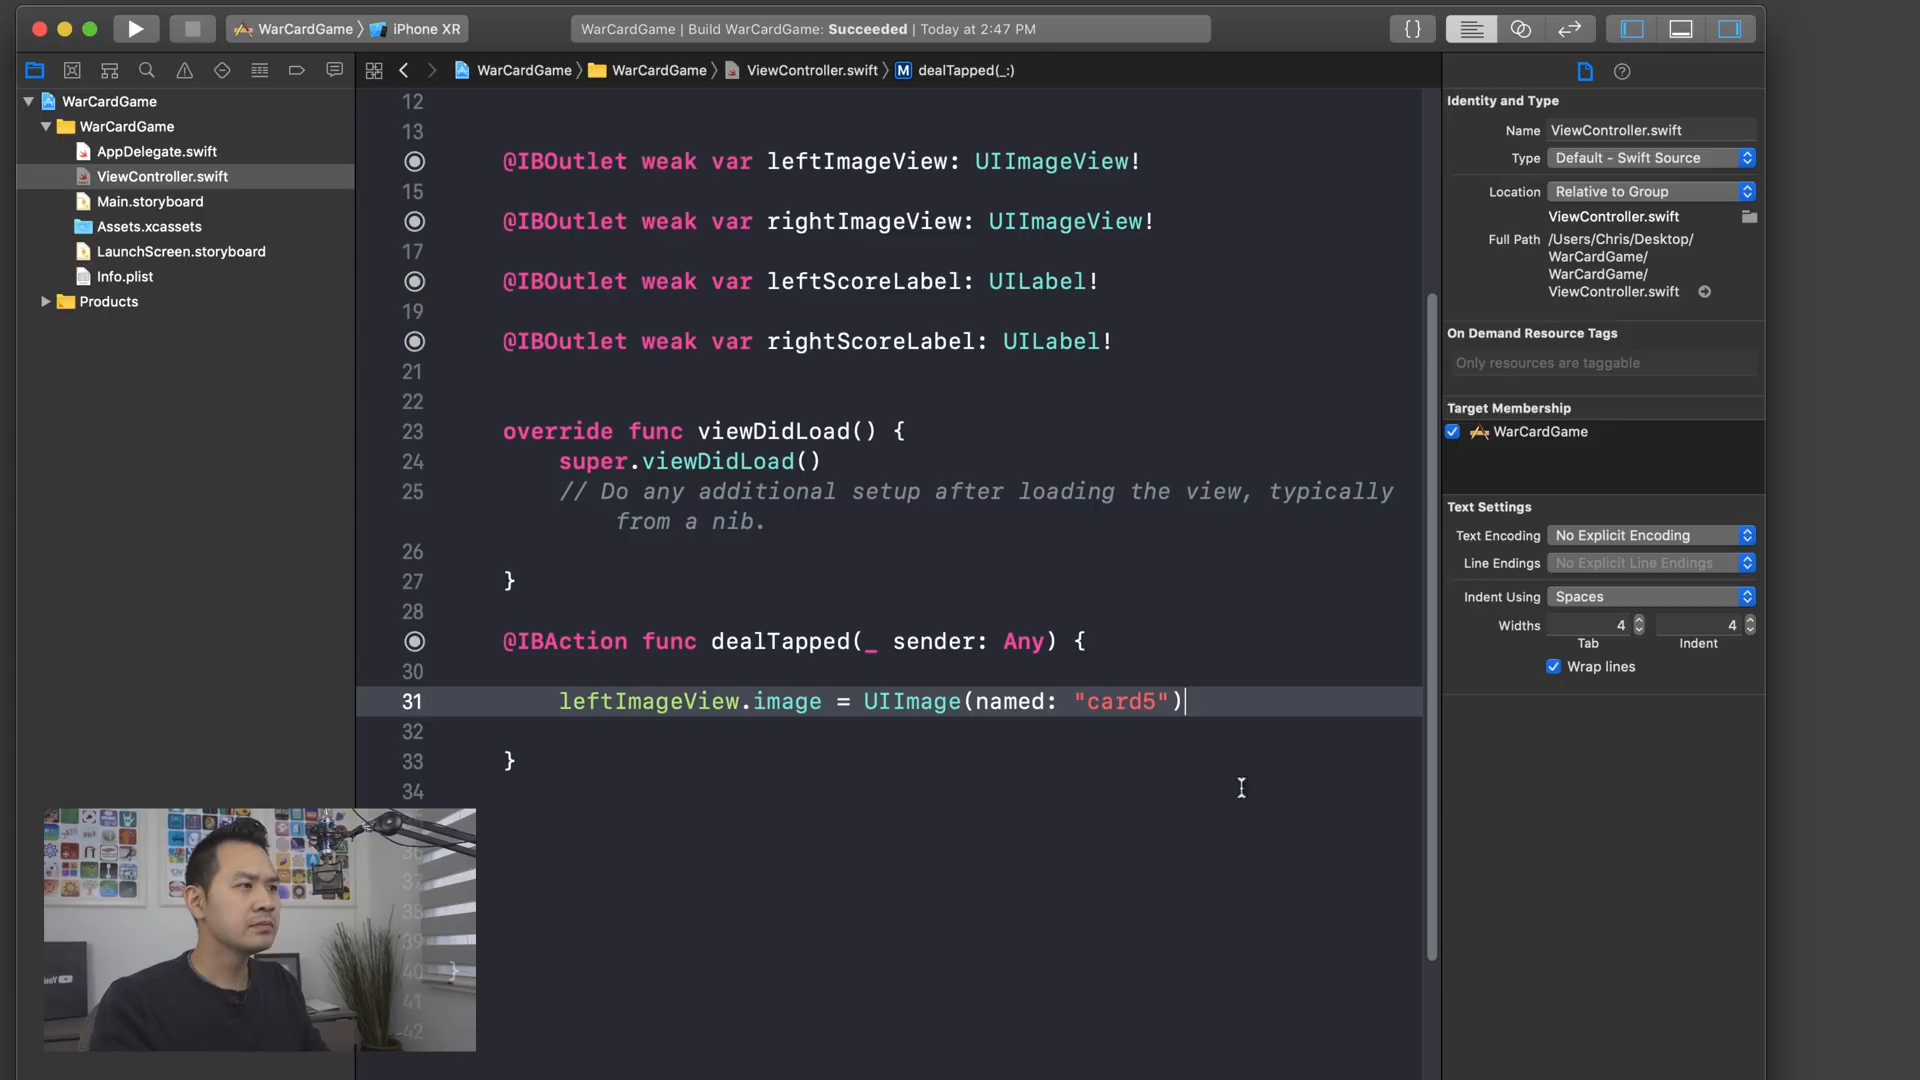 WarCardGame
iPhone XR
WarCardGame | Build WarCardGame: Succeeded | Today at 2:47 PM
{}
WarCardGame
WarCardGame
ViewController.swift
M dealTapped(_:)
WarCardGame
WarCardGame
AppDelegate.swift
ViewController.swift
Main.storyboard
Assets.xcassets
LaunchScreen.storyboard
Info.plist
Products
12
13
@IBOutlet weak var leftImageView: UIImageView!
15
@IBOutlet weak var rightImageView: UIImageView!
17
@IBOutlet weak var leftScoreLabel: UILabel!
19
@IBOutlet weak var rightScoreLabel: UILabel!
21
22
23 override func viewDidLoad() {
24 super.viewDidLoad()
25 // Do any additional setup after loading the view, typically
from a nib.
26
27 }
28
@IBAction func dealTapped(_ sender: Any) {
30
31 leftImageView.image = UIImage(named: "card5")
32
33 }
34
37
38
39
40 }
41
42
Identity and Type
Name ViewController.swift
Type Default - Swift Source
Location Relative to Group
ViewController.swift
Full Path /Users/Chris/Desktop/
WarCardGame/
WarCardGame/
ViewController.swift
On Demand Resource Tags
Only resources are taggable
Target Membership
WarCardGame
Text Settings
Text Encoding No Explicit Encoding
Line Endings No Explicit Line Endings
Indent Using Spaces
Widths 4 4
Tab Indent
Wrap lines